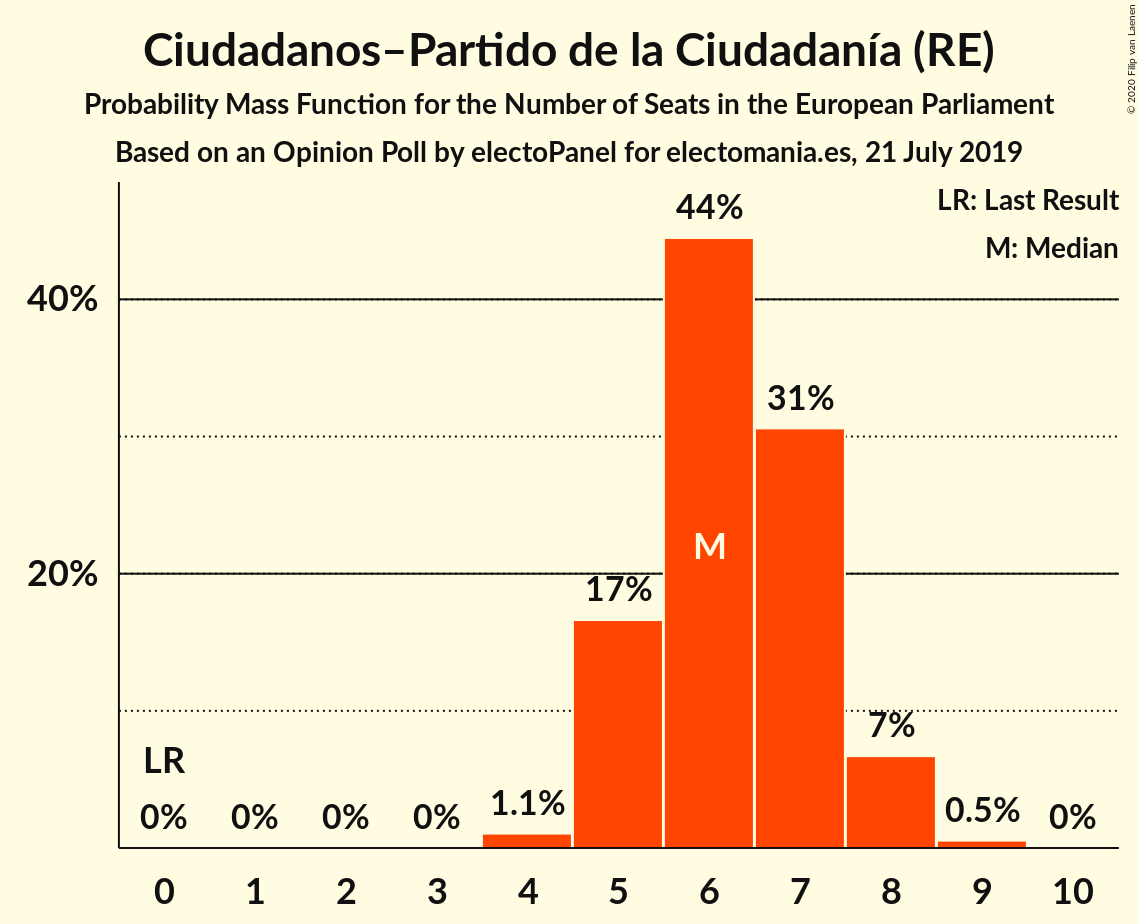 Ciudadanos–Partido de la Ciudadanía (RE)
Probability Mass Function for the Number of Seats in the European Parliament
Based on an Opinion Poll by electoPanel for electomania.es, 21 July 2019
© 2020 Filip van Laenen
LR: Last Result
M: Median
44%
40%
31%
M
20%
17%
7%
LR
0% 0% 0% 0% 1.1% 0.5% 0%
0 1 2 3 4 5 6 7 8 9 10